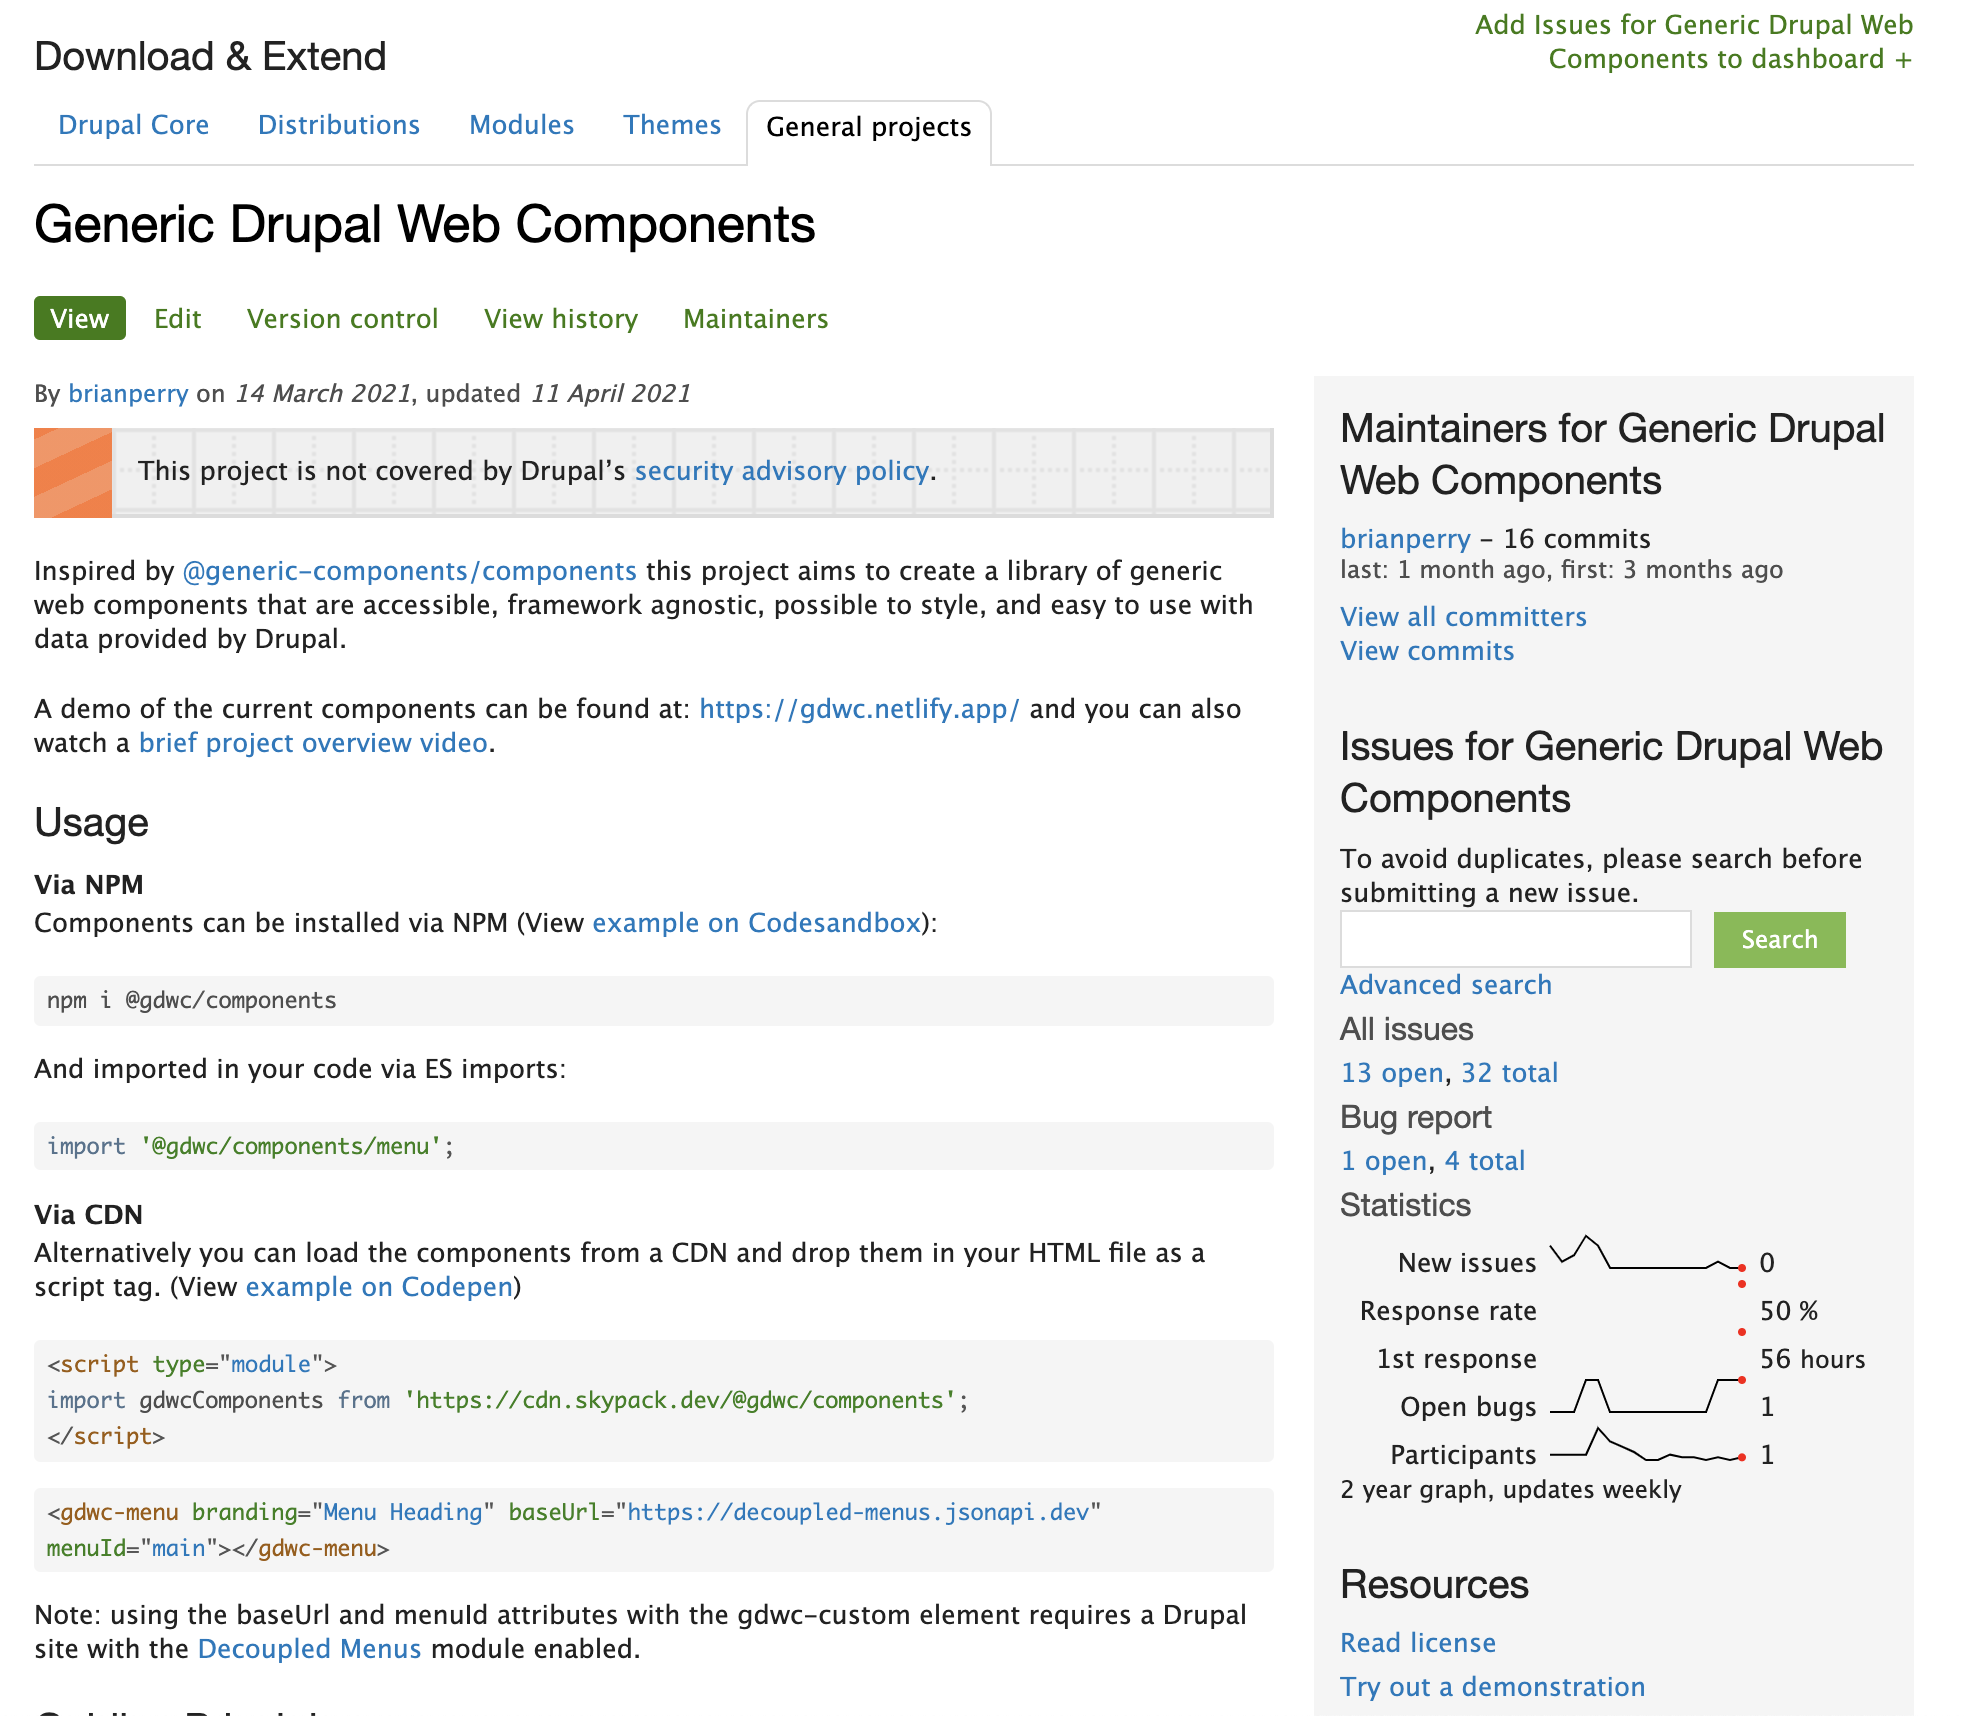 Add Issues for Generic Drupal Web
Components to dashboard +
Download & Extend
Drupal Core
Distributions
Modules
Themes
General projects
Generic Drupal Web Components
View
Edit
Version control
View history
Maintainers
By brianperry on 14 March 2021, updated 11 April 2021
This project is not covered by Drupal’s security advisory policy.
Inspired by @generic-components/components this project aims to create a library of generic
web components that are accessible, framework agnostic, possible to style, and easy to use with
data provided by Drupal.
A demo of the current components can be found at: https://gdwc.netlify.app/ and you can also
watch a brief project overview video.
Usage
Via NPM
Components can be installed via NPM (View example on Codesandbox):
npm i @gdwc/components
And imported in your code via ES imports:
import '@gdwc/components/menu';
Via CDN
Alternatively you can load the components from a CDN and drop them in your HTML file as a
script tag. (View example on Codepen)
<script type="module">
import gdwcComponents from 'https://cdn.skypack.dev/@gdwc/components';
</script>
<gdwc-menu branding="Menu Heading" baseUrl="https://decoupled-menus.jsonapi.dev"
menuId="main"></gdwc-menu>
Note: using the baseUrl and menuId attributes with the gdwc-custom element requires a Drupal
site with the Decoupled Menus module enabled.
Maintainers for Generic Drupal
Web Components
brianperry – 16 commits
last: 1 month ago, first: 3 months ago
View all committers
View commits
Issues for Generic Drupal Web
Components
To avoid duplicates, please search before
submitting a new issue.
Search
Advanced search
All issues
13 open, 32 total
Bug report
1 open, 4 total
Statistics
New issues 0
Response rate 50 %
1st response 56 hours
Open bugs 1
Participants 1
2 year graph, updates weekly
Resources
Read license
Try out a demonstration